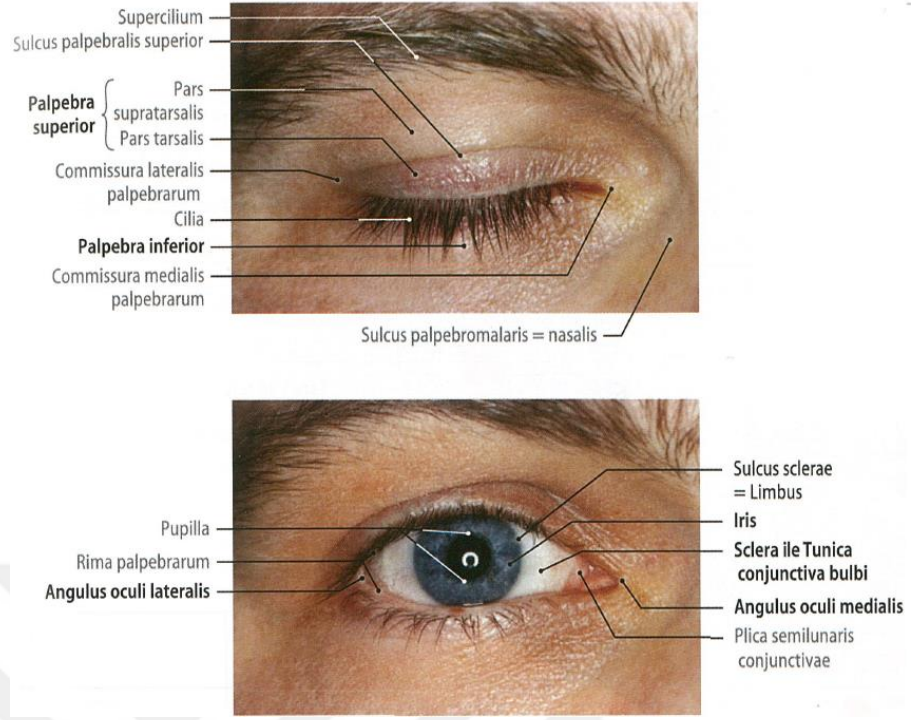 Supercilium
Sulcus palpebralis superior
Palpebra
superior
Pars
supratarsalis
Pars tarsalis
Commissura lateralis
palpebrarum
Cilia
Palpebra inferior
Commissura medialis
palpebrarum
Sulcus palpebromalaris = nasalis
Pupilla
Rima palpebrarum
Angulus oculi lateralis
Sulcus sclerae
= Limbus
Iris
Sclera ile Tunica
conjunctiva bulbi
Angulus oculi medialis
Plica semilunaris
conjunctivae